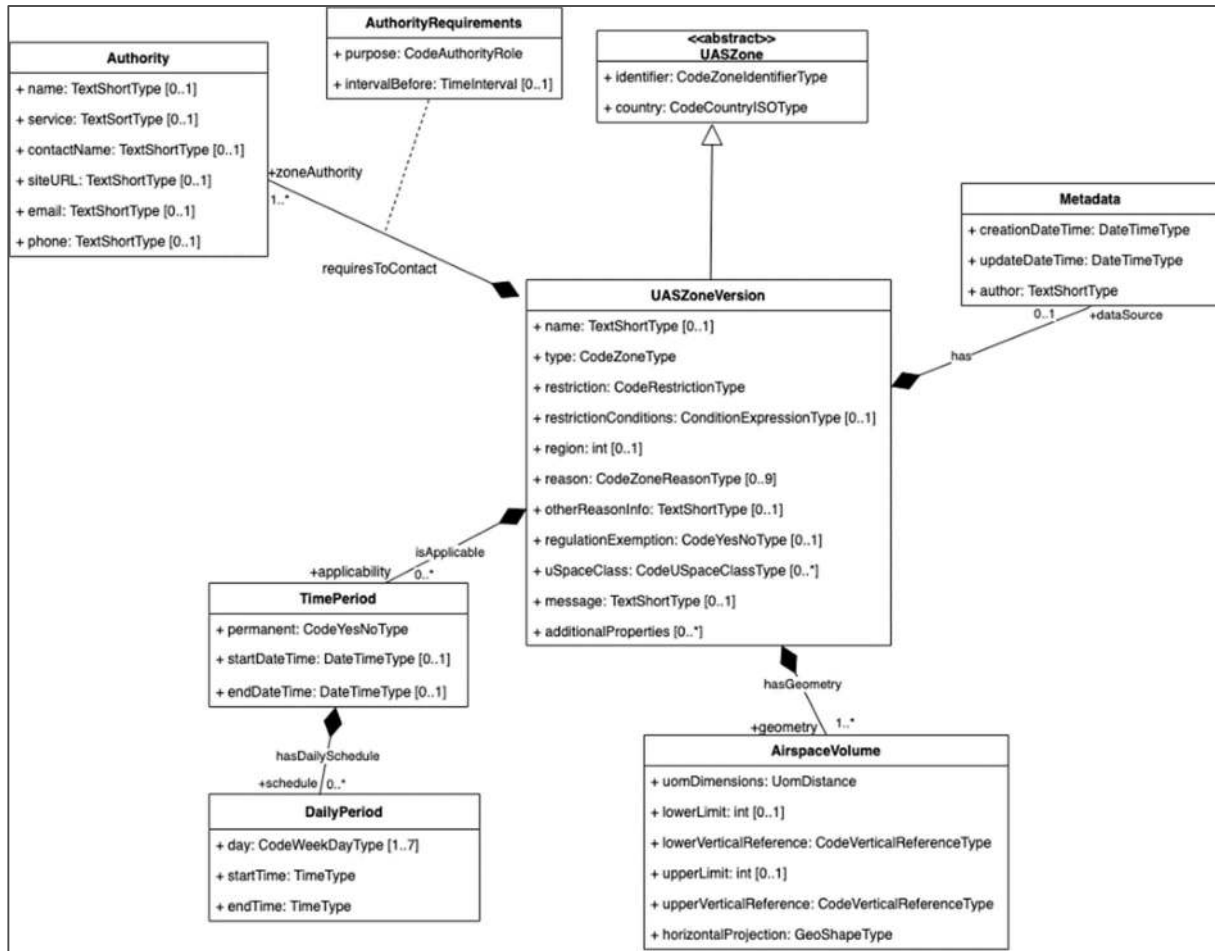 AuthorityRequirements
+ purpose: CodeAuthorityRole
+ intervalBefore: TimeInterval [0..1]
<<abstract>>
UASZone
+ identifier: CodeZoneIdentifierType
+ country: CodeCountryISOType
Authority
+ name: TextShortType [0..1]
+ service: TextSortType [0..1]
+ contactName: TextShortType [0..1]
+ siteURL: TextShortType [0..1]
+ email: TextShortType [0..1]
+ phone: TextShortType [0..1]
+zoneAuthority
1..*
requiresToContact
Metadata
+ creationDateTime: DateTimeType
+ updateDateTime: DateTimeType
+ author: TextShortType
0..1
+dataSource
has
UASZoneVersion
+ name: TextShortType [0..1]
+ type: CodeZoneType
+ restriction: CodeRestrictionType
+ restrictionConditions: ConditionExpressionType [0..1]
+ region: int [0..1]
+ reason: CodeZoneReasonType [0..9]
+ otherReasonInfo: TextShortType [0..1]
+ regulationExemption: CodeYesNoType [0..1]
+ uSpaceClass: CodeUSpaceClassType [0..*]
+ message: TextShortType [0..1]
+ additionalProperties [0..*]
isApplicable
+applicability
0..*
TimePeriod
+ permanent: CodeYesNoType
+ startDateTime: DateTimeType [0..1]
+ endDateTime: DateTimeType [0..1]
hasDailySchedule
+schedule
0..*
DailyPeriod
+ day: CodeWeekDayType [1..7]
+ startTime: TimeType
+ endTime: TimeType
hasGeometry
+geometry
1..*
AirspaceVolume
+ uomDimensions: UomDistance
+ lowerLimit: int [0..1]
+ lowerVerticalReference: CodeVerticalReferenceType
+ upperLimit: int [0..1]
+ upperVerticalReference: CodeVerticalReferenceType
+ horizontalProjection: GeoShapeType